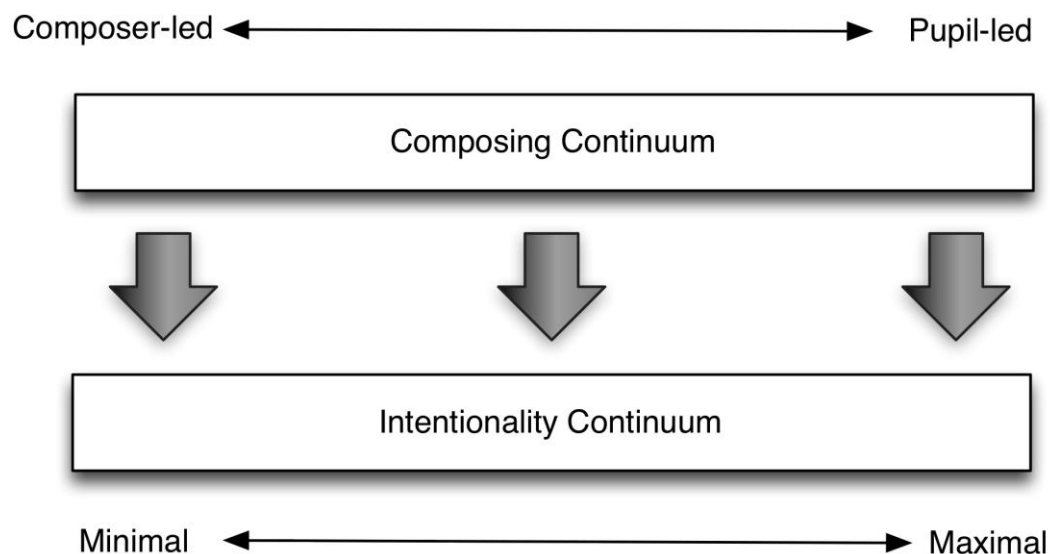 Composer-led Pupil-led
Composing Continuum
Intentionality Continuum
Minimal Maximal